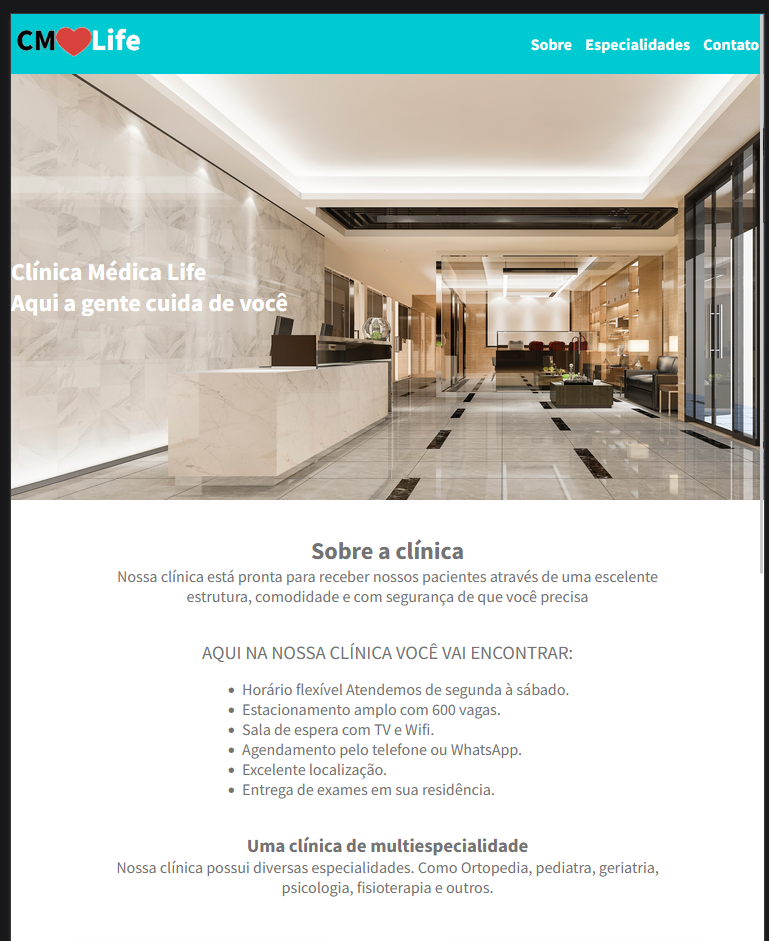 CM Life
Sobre Especialidades Contato
Clínica Médica Life
Aqui a gente cuida de você
Sobre a clínica
Nossa clínica está pronta para receber nossos pacientes através de uma escelente
estrutura, comodidade e com segurança de que você precisa
AQUI NA NOSSA CLÍNICA VOCÊ VAI ENCONTRAR:
• Horário flexível Atendemos de segunda à sábado.
• Estacionamento amplo com 600 vagas.
• Sala de espera com TV e Wifi.
• Agendamento pelo telefone ou WhatsApp.
• Excelente localização.
• Entrega de exames em sua residência.
Uma clínica de multiespecialidade
Nossa clínica possui diversas especialidades. Como Ortopedia, pediatra, geriatria,
psicologia, fisioterapia e outros.